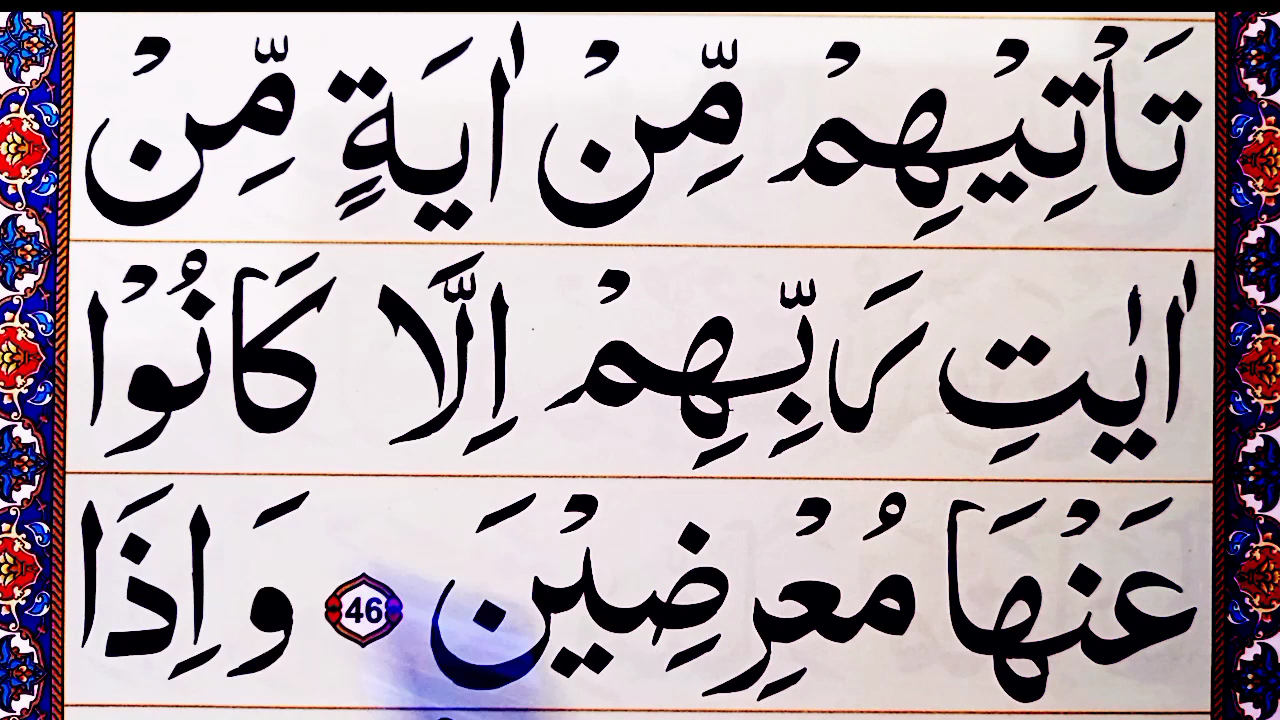 تَاْتِيْهِمْ مِّنْ اٰيَةٍ مِّنْ
اٰيٰتِ رَبِّهِمْ اِلَّا كَانُوْا
عَنْهَا مُعْرِضِيْنَ 46 وَاِذَا